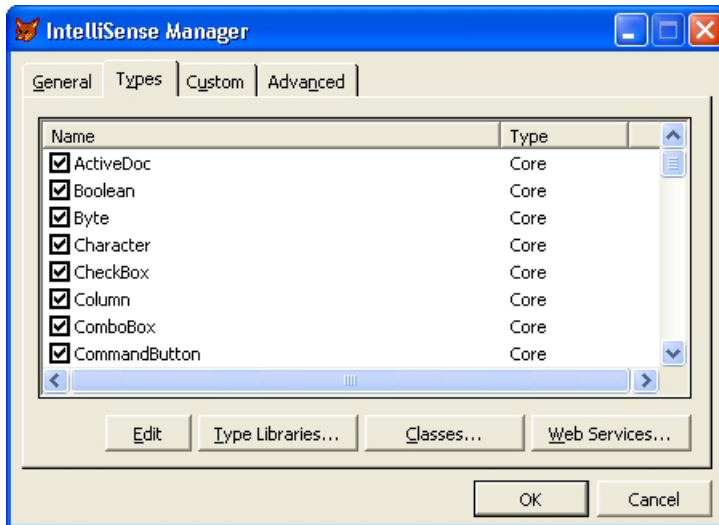 IntelliSense Manager
General Types Custom Advanced
Name Type
ActiveDoc Core
Boolean Core
Byte Core
Character Core
CheckBox Core
Column Core
ComboBox Core
CommandButton Core
Edit Type Libraries... Classes... Web Services...
OK Cancel